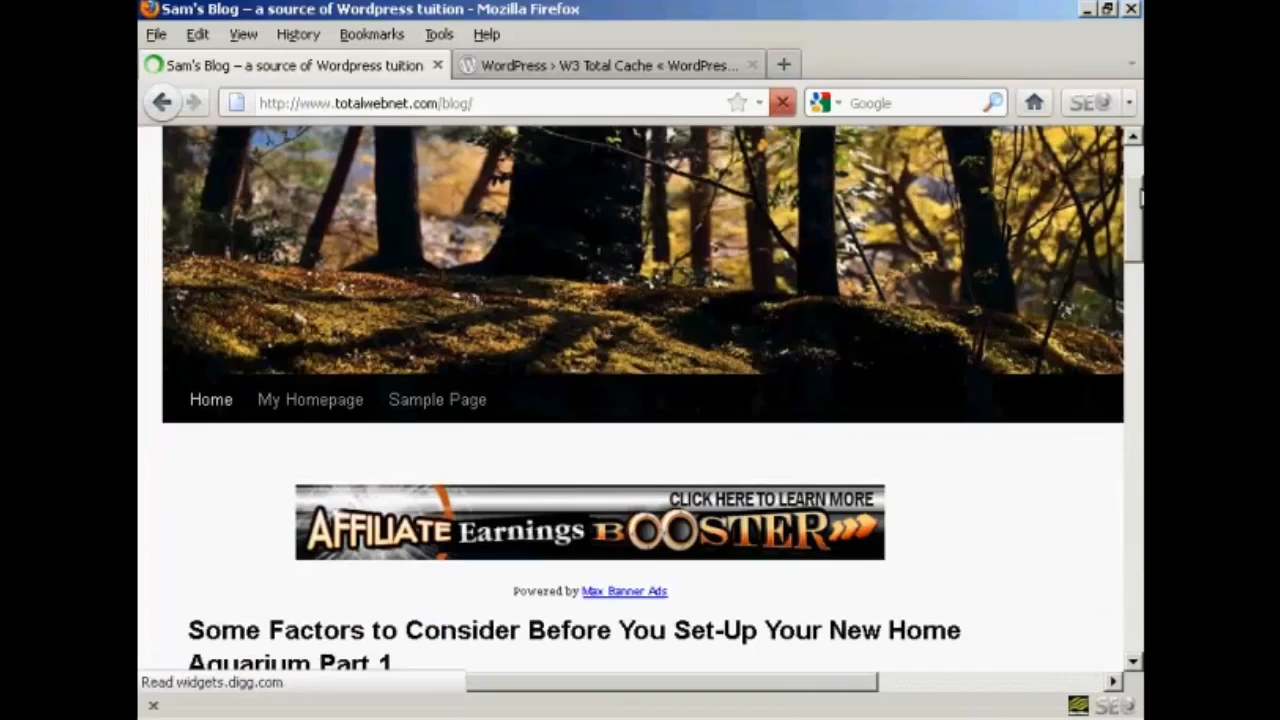 Sam's Blog – a source of Wordpress tuition - Mozilla Firefox
File Edit View History Bookmarks Tools Help
Sam's Blog – a source of Wordpress tuition
WordPress › W3 Total Cache « WordPres...
http://www.totalwebnet.com/blog/
Google
SEO
Home My Homepage Sample Page
CLICK HERE TO LEARN MORE
AFFILIATE Earnings BOOSTER
Powered by Max Banner Ads
Some Factors to Consider Before You Set-Up Your New Home
Aquarium Part 1
Read widgets.digg.com
SEO